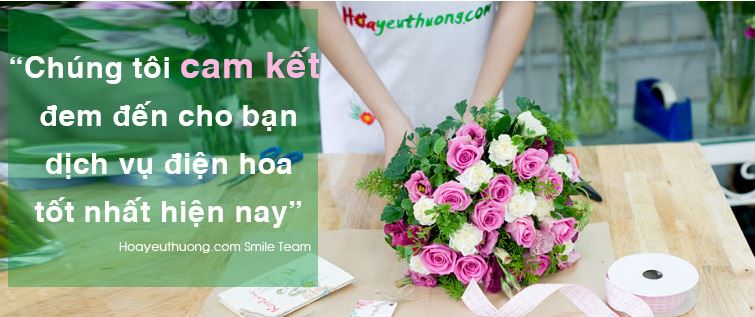 Hoayeuthuong.com
“Chúng tôi cam kết
đem đến cho bạn
dịch vụ điện hoa
tốt nhất hiện nay”
Hoayeuthuong.com Smile Team